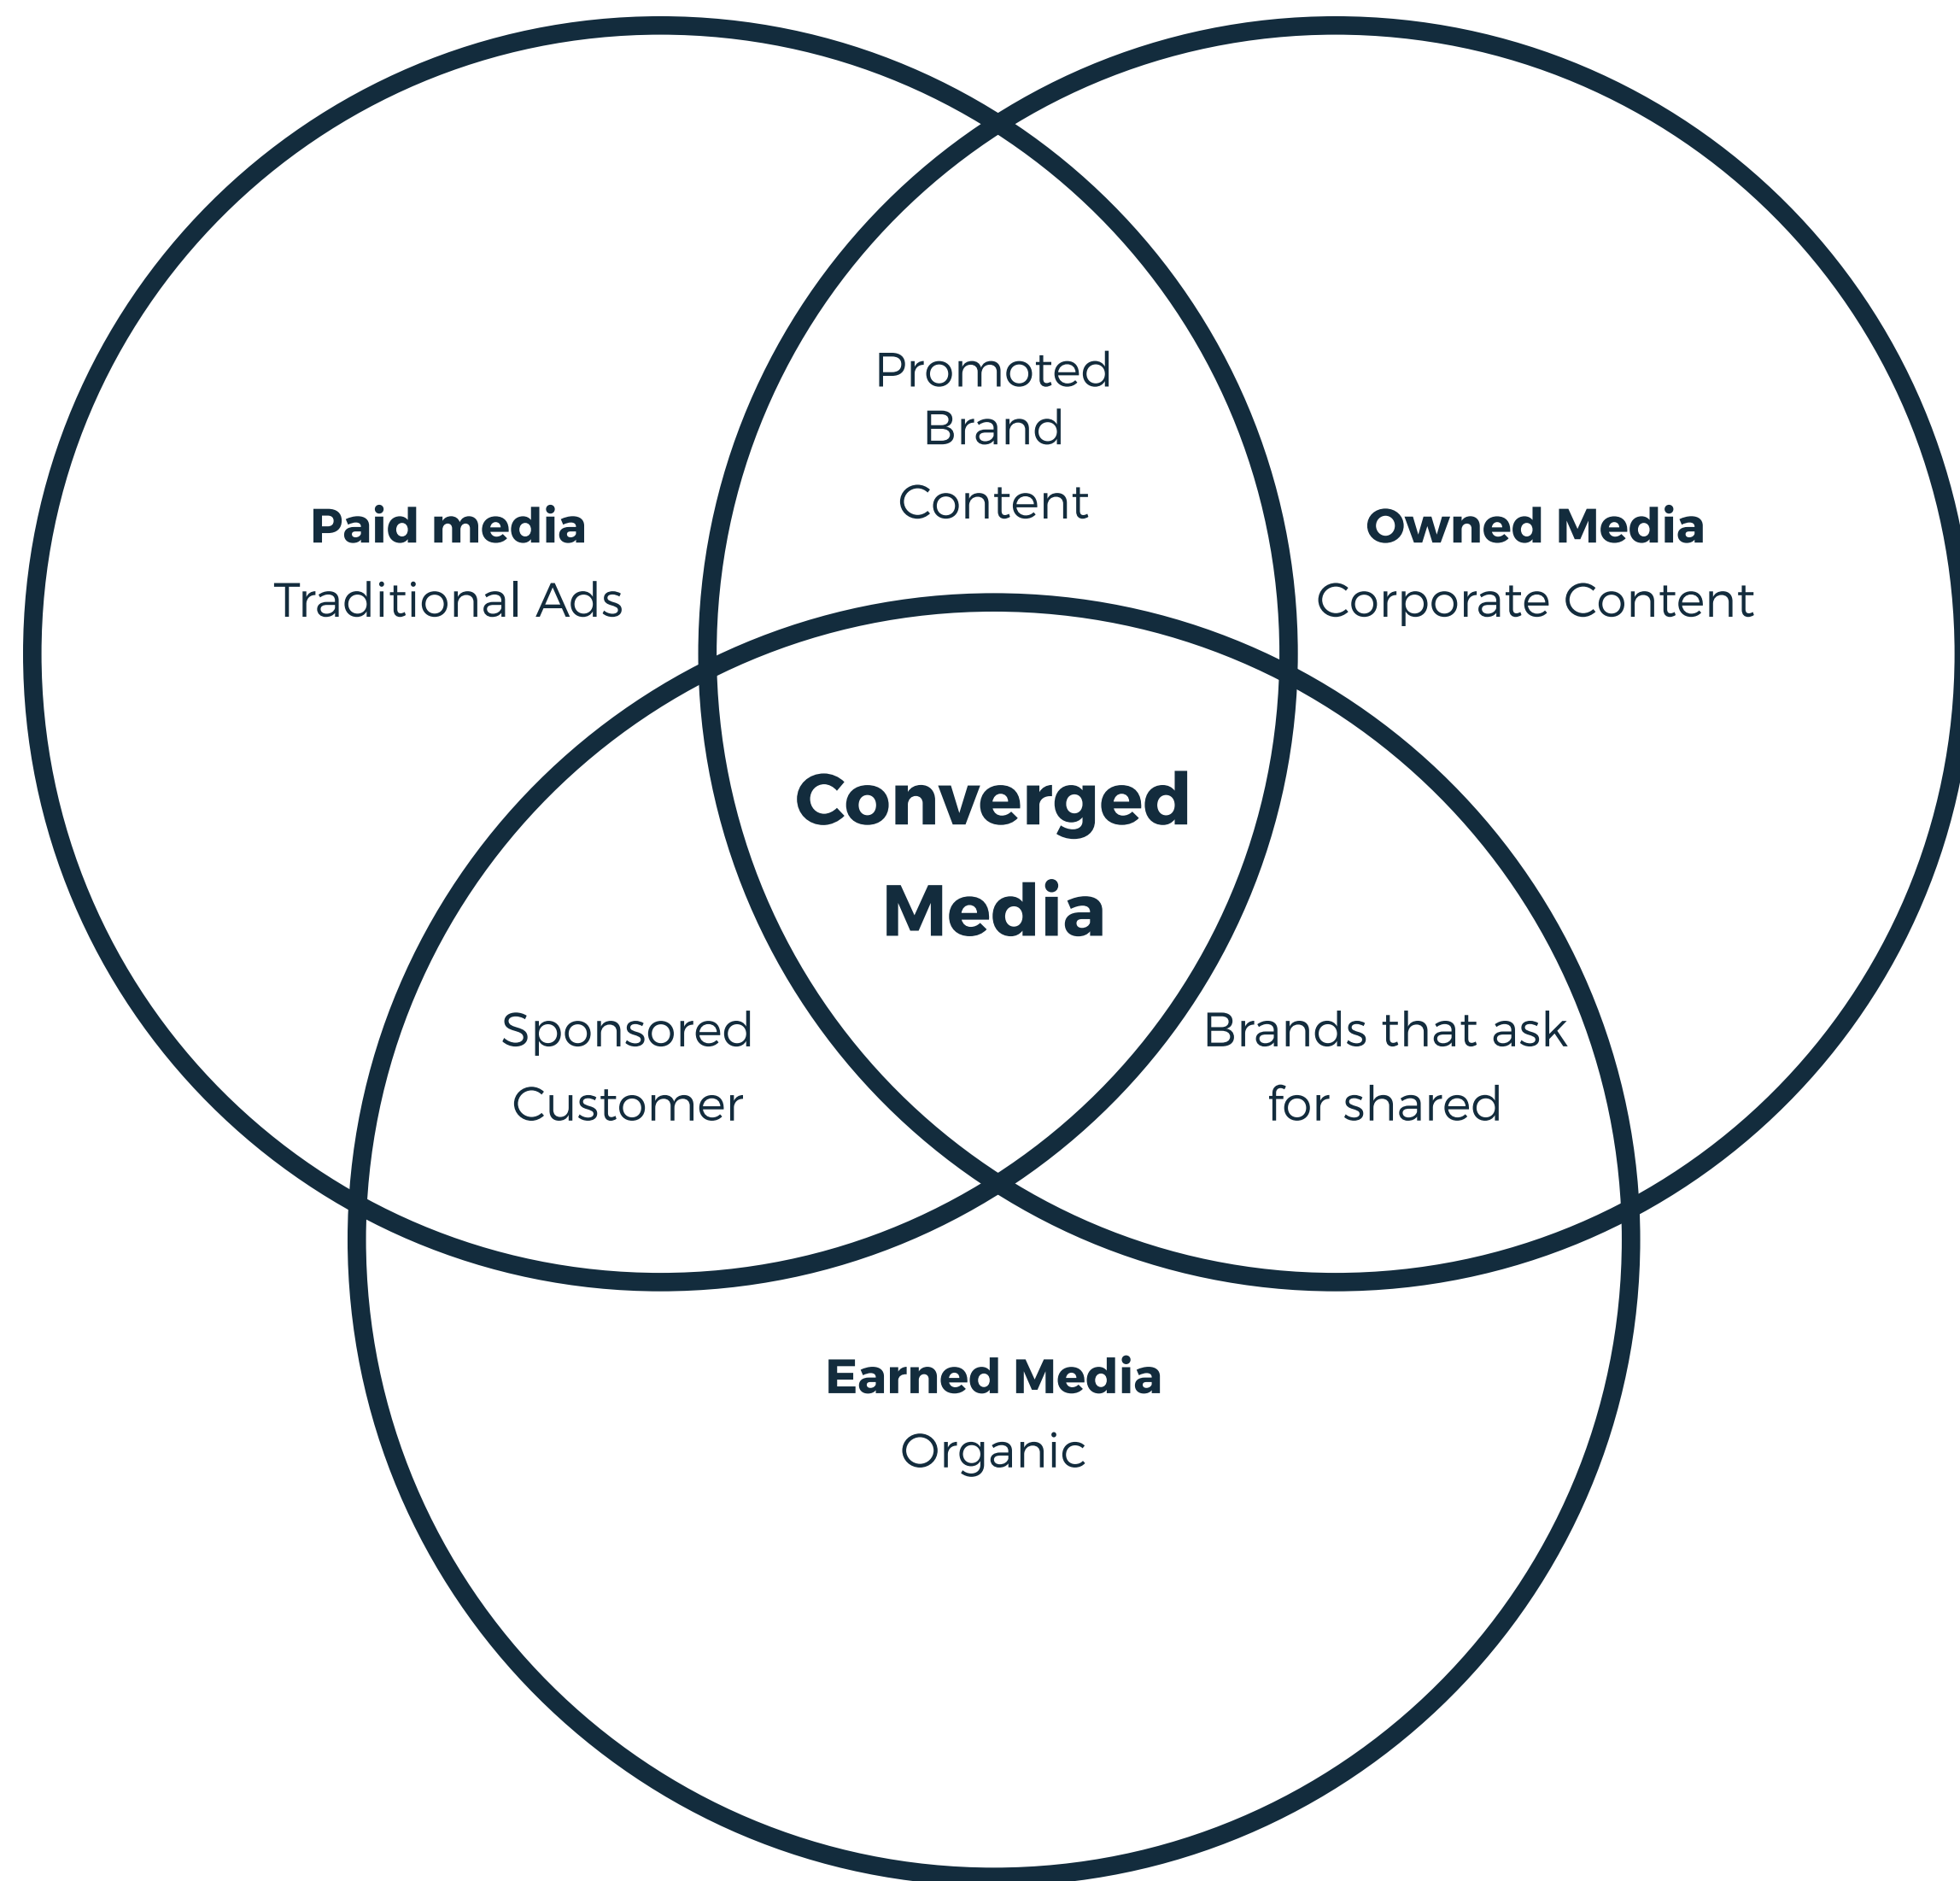 Promoted
Brand
Content
Paid media
Traditional Ads
Owned Media
Corporate Content
Converged
Media
Sponsored
Customer
Brands that ask
for shared
Earned Media
Organic